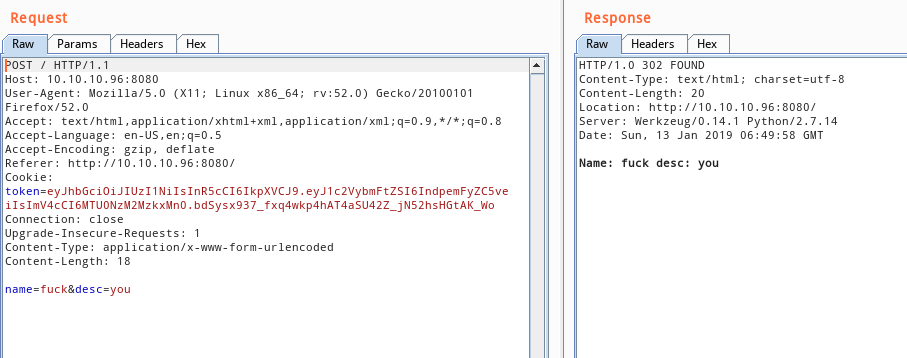 Request
Response
Raw Params Headers Hex
Raw Headers Hex
POST / HTTP/1.1
Host: 10.10.10.96:8080
User-Agent: Mozilla/5.0 (X11; Linux x86_64; rv:52.0) Gecko/20100101
Firefox/52.0
Accept: text/html,application/xhtml+xml,application/xml;q=0.9,*/*;q=0.8
Accept-Language: en-US,en;q=0.5
Accept-Encoding: gzip, deflate
Referer: http://10.10.10.96:8080/
Cookie:
token=eyJhbGciOiJIUzI1NiIsInR5cCI6IkpXVCJ9.eyJ1c2VybmFtZSI6IndpemFyZC5ve
iIsImV4cCI6MTU0NzM2MzkxMn0.bdSysx937_fxq4wkp4hAT4aSU42Z_jN52hsHGtAK_Wo
Connection: close
Upgrade-Insecure-Requests: 1
Content-Type: application/x-www-form-urlencoded
Content-Length: 18
name=fuck&desc=you
HTTP/1.0 302 FOUND
Content-Type: text/html; charset=utf-8
Content-Length: 20
Location: http://10.10.10.96:8080/
Server: Werkzeug/0.14.1 Python/2.7.14
Date: Sun, 13 Jan 2019 06:49:58 GMT
Name: fuck desc: you